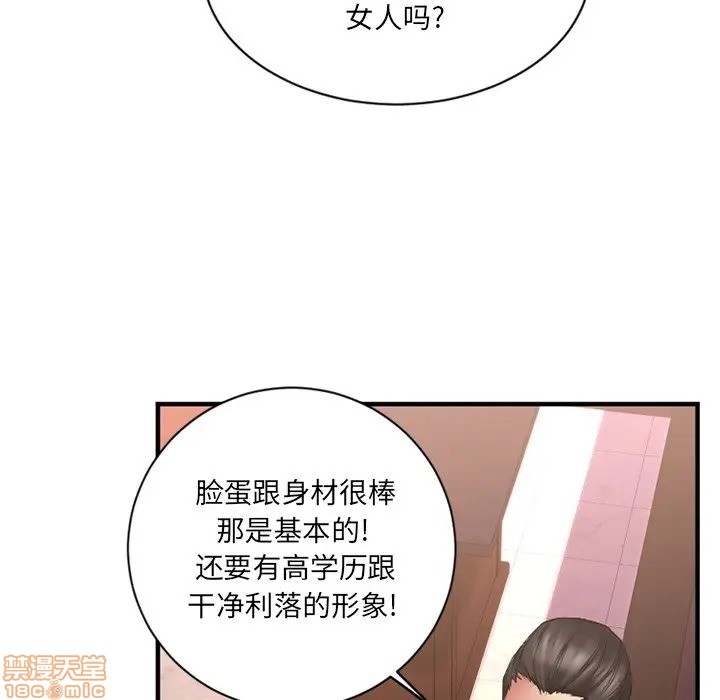 女人吗?
脸蛋跟身材很棒
那是基本的!
还要有高学历跟
干净利落的形象!
禁漫天堂
18comic